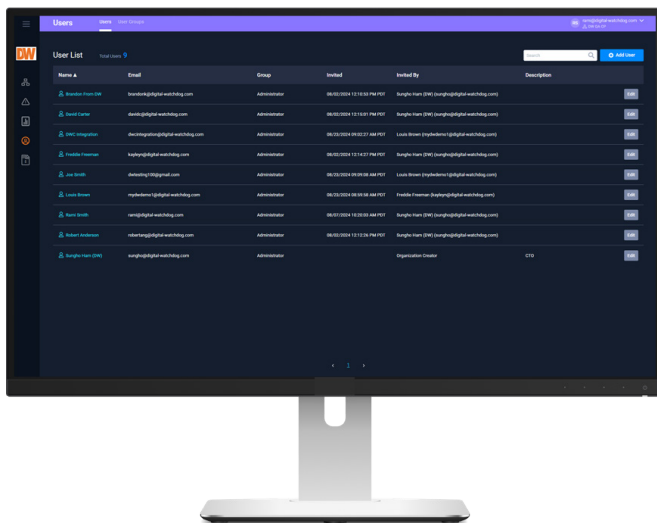 Users Users User Groups
DW
User List Total Users 9 Search Add User
Name ▲ Email Group Invited Invited By Description
Brandon From DW brandonk@digital-watchdog.com Administrator 08/02/2024 12:15:53 PM PDT Sungho Ham (DW) (sungho@digital-watchdog.com) Edit
David Carter davidc@digital-watchdog.com Administrator 08/02/2024 12:15:01 PM PDT Sungho Ham (DW) (sungho@digital-watchdog.com) Edit
DWC Integration dwcintegration@digital-watchdog.com Administrator 08/23/2024 09:02:37 AM PDT Louis Brown (mydwdemo1@digital-watchdog.com) Edit
Freddie Freeman kayleyn@digital-watchdog.com Administrator 08/02/2024 12:14:27 PM PDT Sungho Ham (DW) (sungho@digital-watchdog.com) Edit
Joe Smith Administrator 08/23/2024 09:09:08 AM PDT Louis Brown (mydwdemo1@digital-watchdog.com) Edit
Louis Brown mydwdemo1@digital-watchdog.com Administrator 08/23/2024 08:59:58 AM PDT Freddie Freeman (kayleyn@digital-watchdog.com) Edit
Rami Smith rami@digital-watchdog.com Administrator 08/07/2024 10:20:03 AM PDT Sungho Ham (DW) (sungho@digital-watchdog.com) Edit
Robert Anderson robertang@digital-watchdog.com Administrator 08/02/2024 12:12:26 PM PDT Sungho Ham (DW) (sungho@digital-watchdog.com) Edit
Sungho Ham (DW) sungho@digital-watchdog.com Administrator Organization Creator CTO Edit
‹ 1 ›